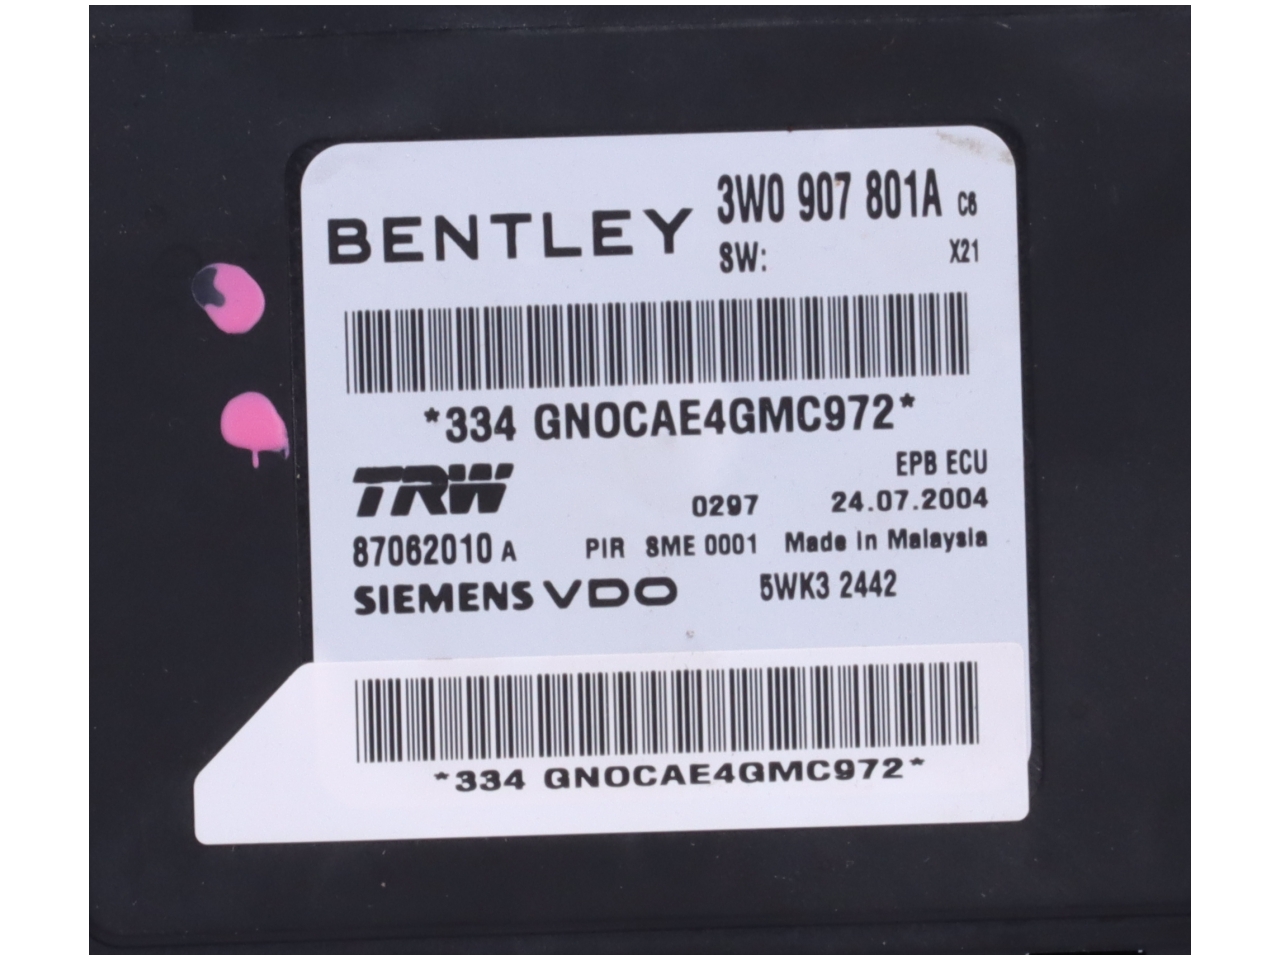 BENTLEY 3W0 907 801A C6
SW: X21
*334 GNOCAE4GMC972*
TRW EPB ECU
0297 24.07.2004
87062010 A PIR SME 0001 Made in Malaysia
SIEMENS VDO 5WK3 2442
*334 GNOCAE4GMC972*